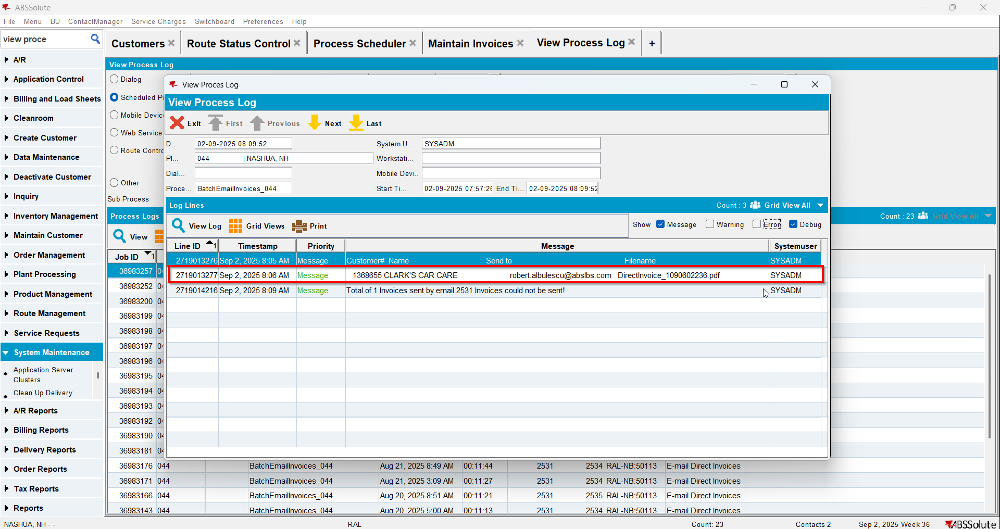 ABSSolute
File Menu BU ContactManager Service Charges Switchboard Preferences Help
view proce
Customers Route Status Control Process Scheduler Maintain Invoices View Process Log +
A/R
Application Control
Billing and Load Sheets
Cleanroom
Create Customer
Data Maintenance
Deactivate Customer
Inquiry
Inventory Management
Maintain Customer
Order Management
Plant Processing
Product Management
Route Management
Service Requests
System Maintenance
Application Server
Clusters
Clean Up Delivery
A/R Reports
Billing Reports
Delivery Reports
Order Reports
Tax Reports
Reports
View Process Log
Dialog
Scheduled P
Mobile Devic
Web Service
Route Contro
Other
Sub Process
Process Logs
Count : 23 Grid View All
View
Job ID 1
36983257
36983252
36983200
36983199
36983198
36983197
36983196
36983195
36983194
36983193
36983192
36983190
36983181
36983176 044 BatchEmailInvoices_044 Aug 21, 2025 8:49 AM 00:11:44 2531 2534 RAL-NB:50113 E-mail Direct Invoices
36983171 044 BatchEmailInvoices_044 Aug 21, 2025 3:09 AM 00:11:27 2531 2534 RAL-NB:50113 E-mail Direct Invoices
36983166 044 BatchEmailInvoices_044 Aug 20, 2025 8:51 AM 00:11:21 2531 2535 RAL-NB:50113 E-mail Direct Invoices
36983143 044 BatchEmailInvoices_044 Aug 20, 2025 5:00 AM 00:11:13 2531 2534 RAL-NB:50113 E-mail Direct Invoices
View Proces Log
View Process Log
Exit First Previous Next Last
D... 02-09-2025 08:09:52 System U... SYSADM
Pl... 044 | NASHUA, NH Workstati...
Dial... Mobile Devi..
Proce... BatchEmailInvoices_044 Start Ti... 02-09-2025 07:57:26 End Ti... 02-09-2025 08:09:52
Log Lines Count : 3 Grid View All
View Log Grid Views Print Show Message Warning Error Debug
Line ID 1 Timestamp Priority Message Systemuser
2719013276 Sep 2, 2025 8:05 AM Message Customer# Name Send to Filename SYSADM
2719013277 Sep 2, 2025 8:06 AM Message 1368655 CLARK'S CAR CARE robert.albulescu@abslbs.com DirectInvoice_1090602236.pdf SYSADM
2719014216 Sep 2, 2025 8:09 AM Message Total of 1 Invoices sent by email.2531 Invoices could not be sent! SYSADM
NASHUA, NH - - RAL Count: 23 Contacts 2 Sep 2, 2025 Week 36 ABSSolute